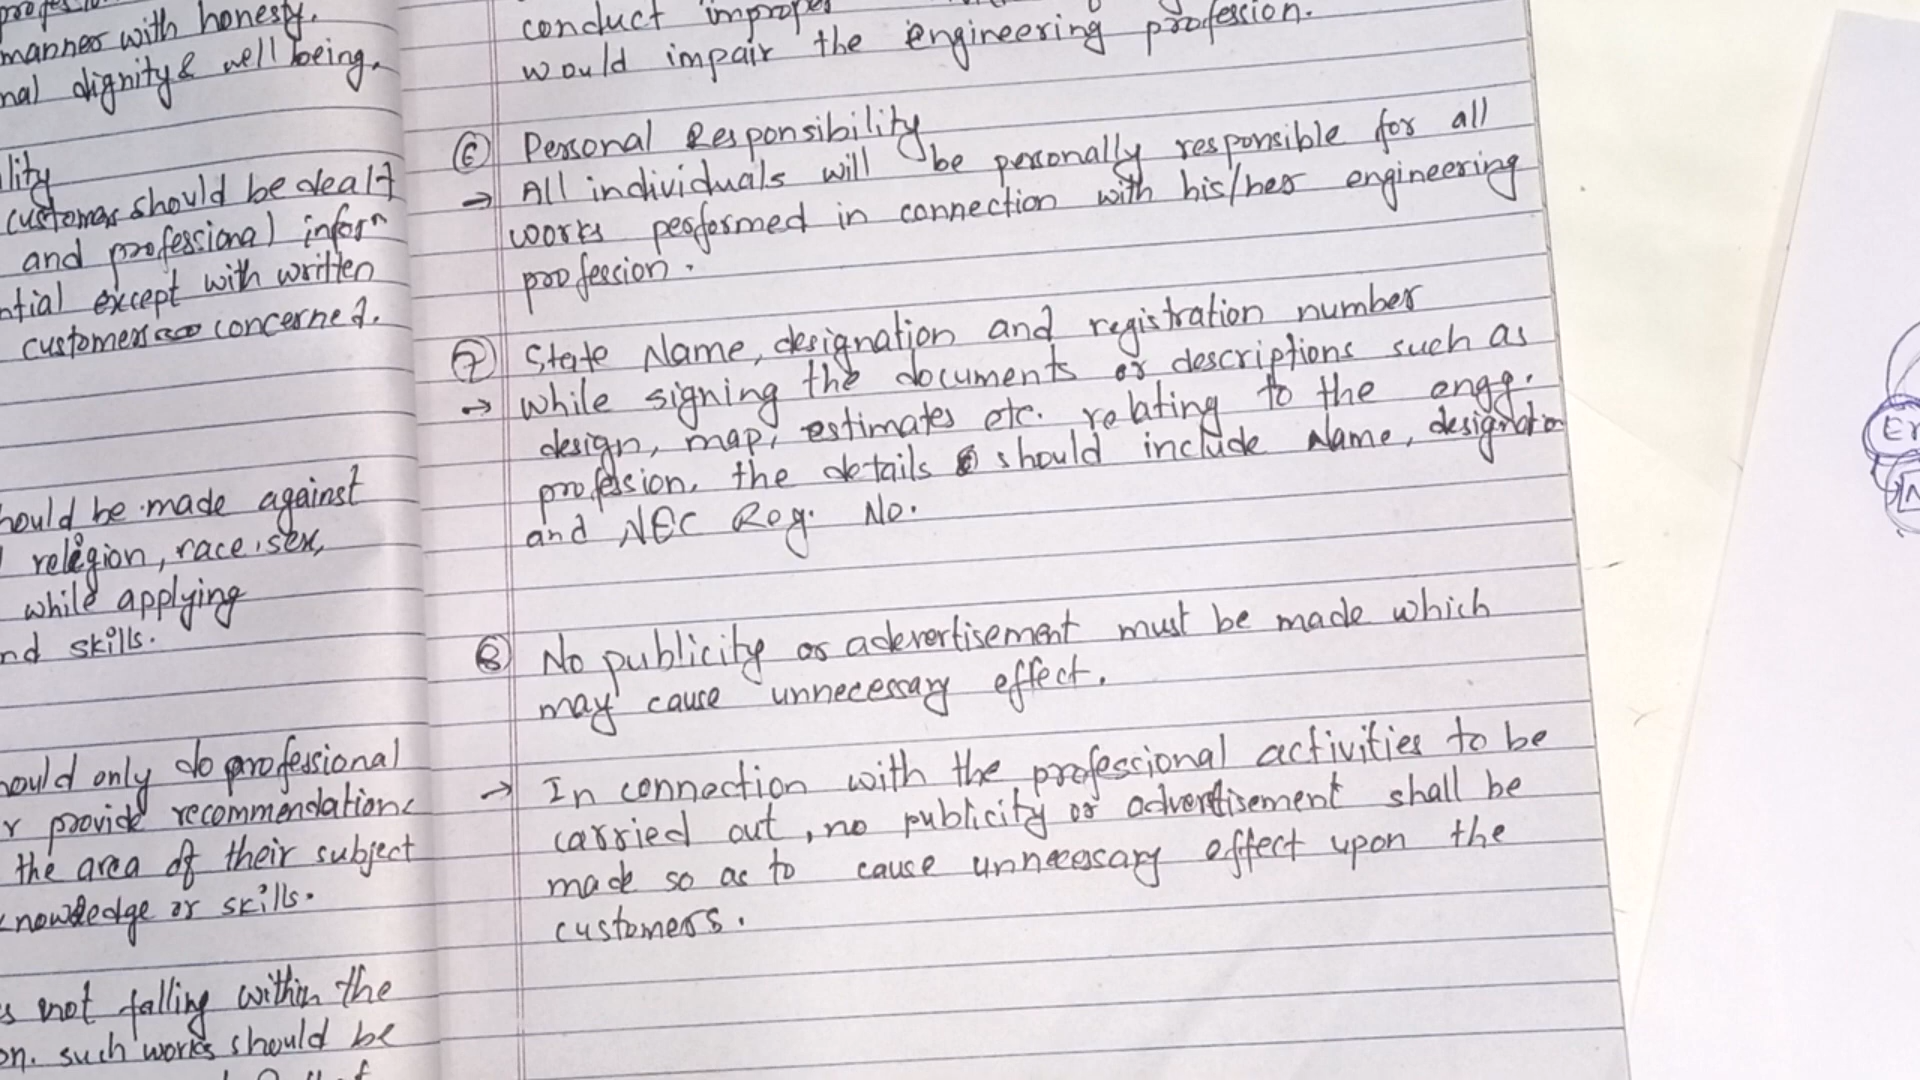 manner with honesty.
nal dignity & well being.
lity
customers should be dealt
and professional inforⁿ
ntial except with written
customers concerned.
hould be made against
religion, race, sex,
while applying
nd skills.
hould only do professional
r provide recommendations
the area of their subject
knowledge or skills.
s not falling within the
on. such works should be
conduct improper
would impair the engineering profession.
⑥ Personal Responsibility
→ All individuals will be personally responsible for all
works performed in connection with his/her engineering
profession.
⑦ State Name, designation and registration number
→ while signing the documents or descriptions such as
design, map, estimates etc. relating to the engg.
profession, the details should include Name, designation
and NEC Reg. No.
⑧ No publicity or adevertisement must be made which
may cause unnecessary effect.
→ In connection with the professional activities to be
carried out, no publicity or advertisement shall be
made so as to cause unnecessary effect upon the
customers.